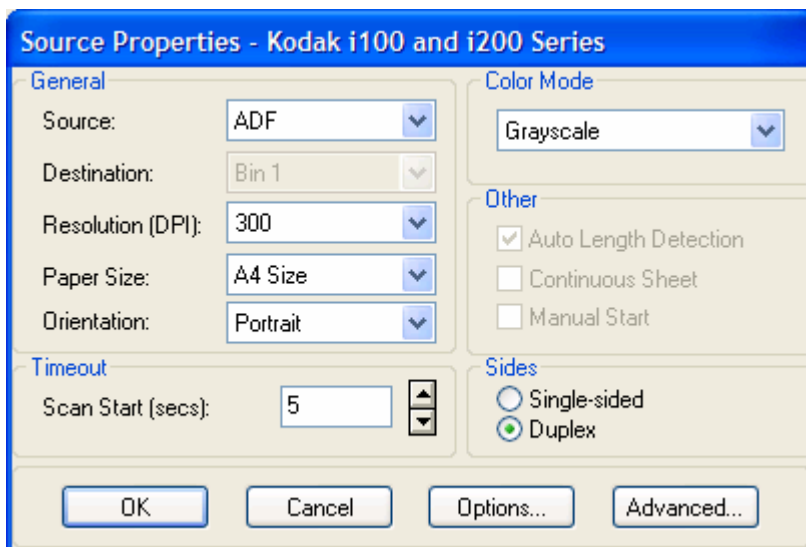 Source Properties - Kodak i100 and i200 Series
General
Source: ADF
Destination: Bin 1
Resolution (DPI): 300
Paper Size: A4 Size
Orientation: Portrait
Color Mode
Grayscale
Other
Auto Length Detection
Continuous Sheet
Manual Start
Timeout
Scan Start (secs): 5
Sides
Single-sided
Duplex
OK Cancel Options... Advanced...